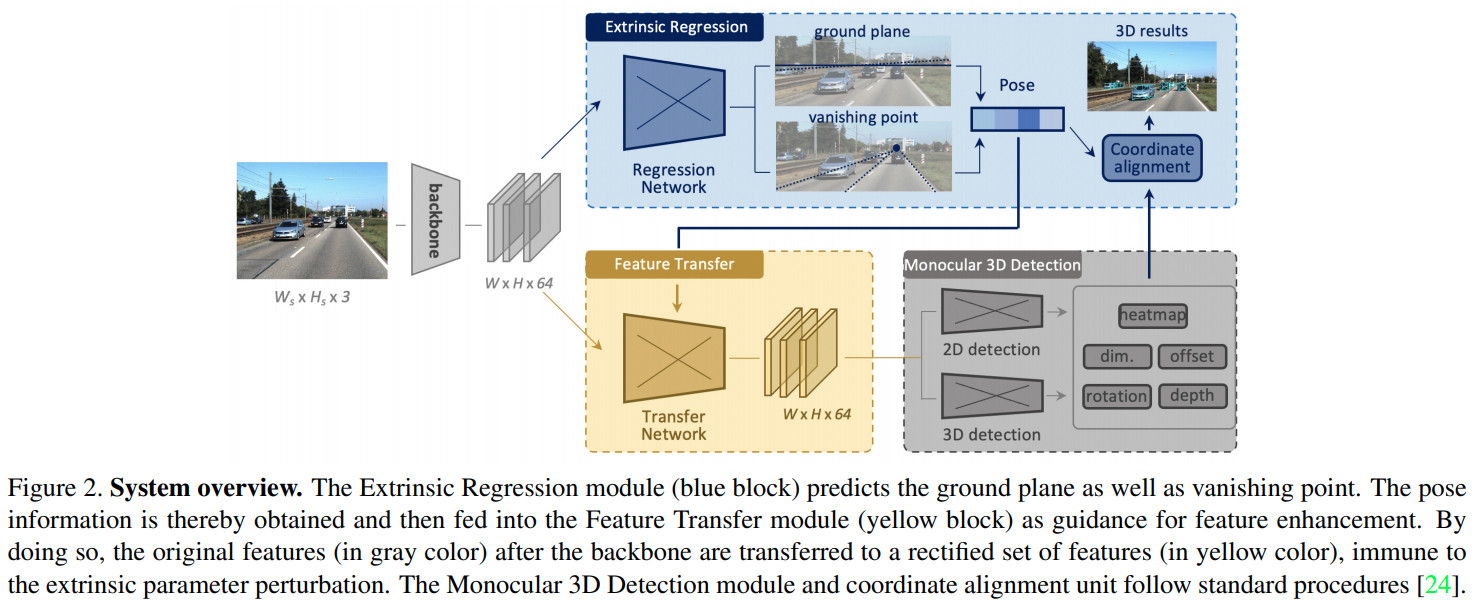 Extrinsic Regression
ground plane
3D results
Pose
vanishing point
Coordinate
alignment
Regression
Network
backbone
W x H x 64
Ws x Hs x 3
Feature Transfer
Transfer
Network
W x H x 64
Monocular 3D Detection
2D detection
3D detection
heatmap
dim.
offset
rotation
depth
Figure 2. System overview. The Extrinsic Regression module (blue block) predicts the ground plane as well as vanishing point. The pose
information is thereby obtained and then fed into the Feature Transfer module (yellow block) as guidance for feature enhancement. By
doing so, the original features (in gray color) after the backbone are transferred to a rectified set of features (in yellow color), immune to
the extrinsic parameter perturbation. The Monocular 3D Detection module and coordinate alignment unit follow standard procedures [24].